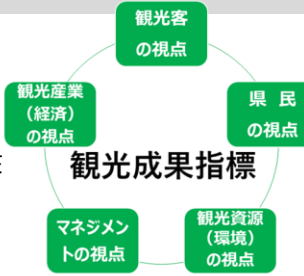 観光客
の視点
観光産業
（経済）
の視点
県 民
の視点
観光成果指標
マネジメン
トの視点
観光資源
（環境）
の視点